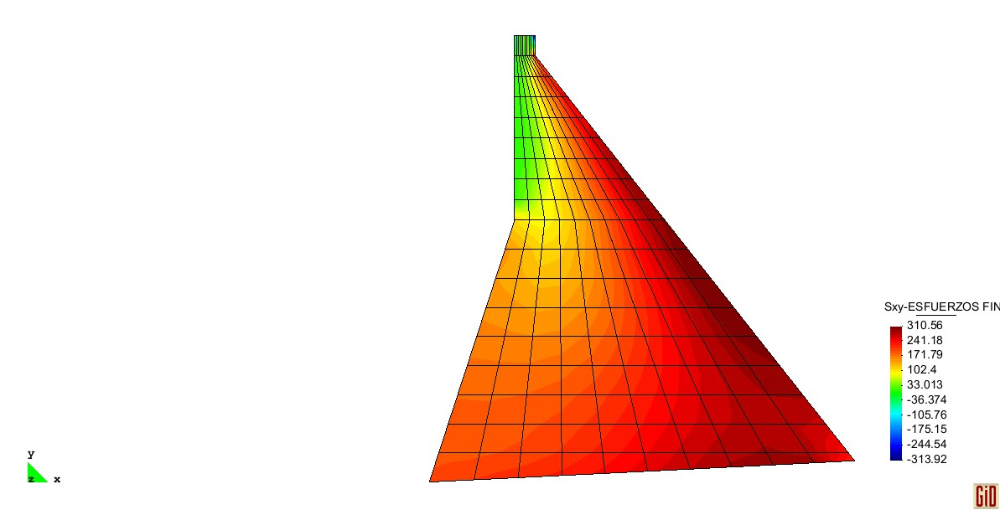 Sxy-ESFUERZOS FIN
310.56
241.18
171.79
102.4
33.013
-36.374
-105.76
-175.15
-244.54
-313.92
y
z x
GiD